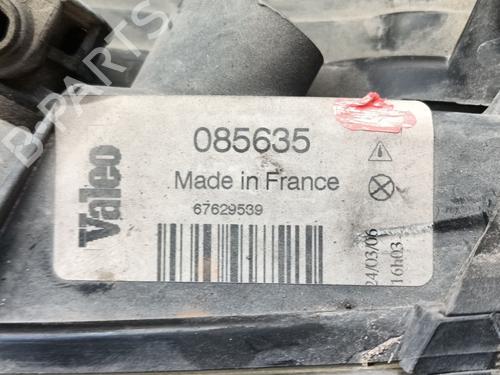 Valeo
085635
Made in France
67629539
24/03/06
16h03
B-PARTS